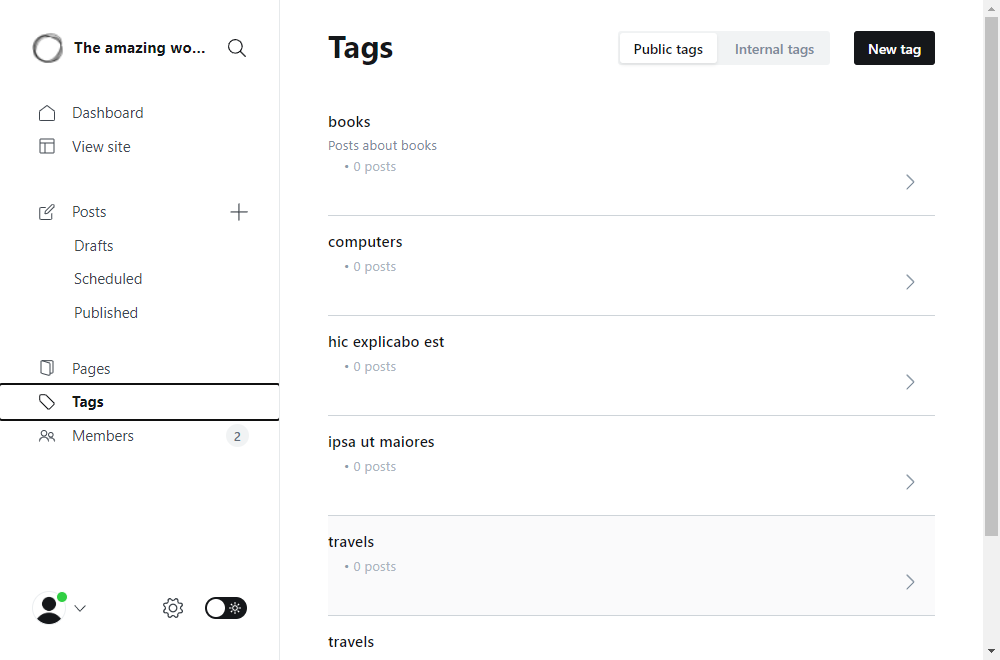 The amazing wo...
Dashboard
View site
Posts
Drafts
Scheduled
Published
Pages
Tags
Members
2
Tags
Public tags
Internal tags
New tag
books
Posts about books
• 0 posts
computers
• 0 posts
hic explicabo est
• 0 posts
ipsa ut maiores
• 0 posts
travels
• 0 posts
travels